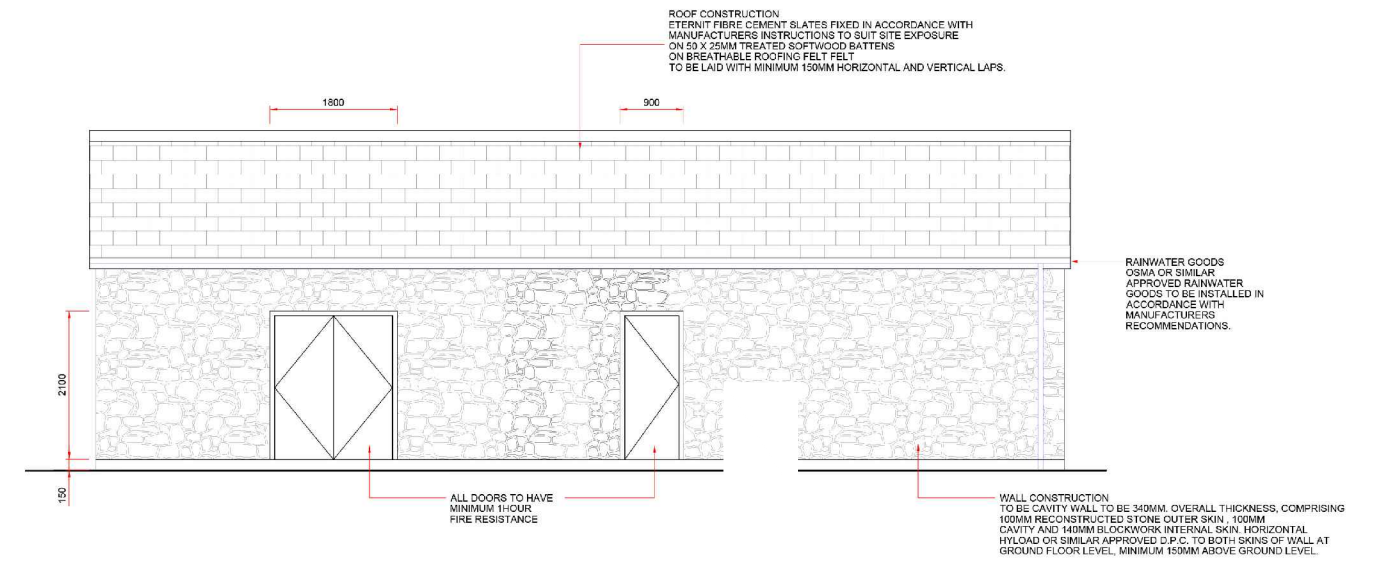 ROOF CONSTRUCTION
ETERNIT FIBRE CEMENT SLATES FIXED IN ACCORDANCE WITH
MANUFACTURERS INSTRUCTIONS TO SUIT SITE EXPOSURE
ON 50 X 25MM TREATED SOFTWOOD BATTENS
ON BREATHABLE ROOFING FELT FELT
TO BE LAID WITH MINIMUM 150MM HORIZONTAL AND VERTICAL LAPS.
1800
900
RAINWATER GOODS
OSMA OR SIMILAR
APPROVED RAINWATER
GOODS TO BE INSTALLED IN
ACCORDANCE WITH
MANUFACTURERS
RECOMMENDATIONS.
2100
150
ALL DOORS TO HAVE
MINIMUM 1HOUR
FIRE RESISTANCE
WALL CONSTRUCTION
TO BE CAVITY WALL TO BE 340MM. OVERALL THICKNESS, COMPRISING
100MM RECONSTRUCTED STONE OUTER SKIN , 100MM
CAVITY AND 140MM BLOCKWORK INTERNAL SKIN. HORIZONTAL
HYLOAD OR SIMILAR APPROVED D.P.C. TO BOTH SKINS OF WALL AT
GROUND FLOOR LEVEL, MINIMUM 150MM ABOVE GROUND LEVEL.